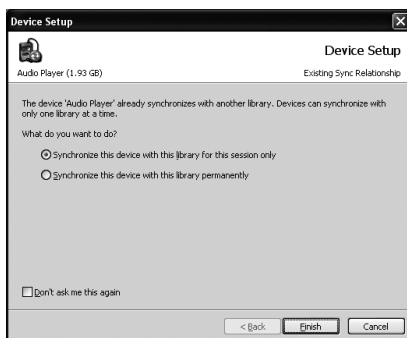 Device Setup
Device Setup
Audio Player (1.93 GB)
Existing Sync Relationship
The device 'Audio Player' already synchronizes with another library. Devices can synchronize with
only one library at a time.
What do you want to do?
Synchronize this device with this library for this session only
Synchronize this device with this library permanently
Don't ask me this again
< Back
Finish
Cancel